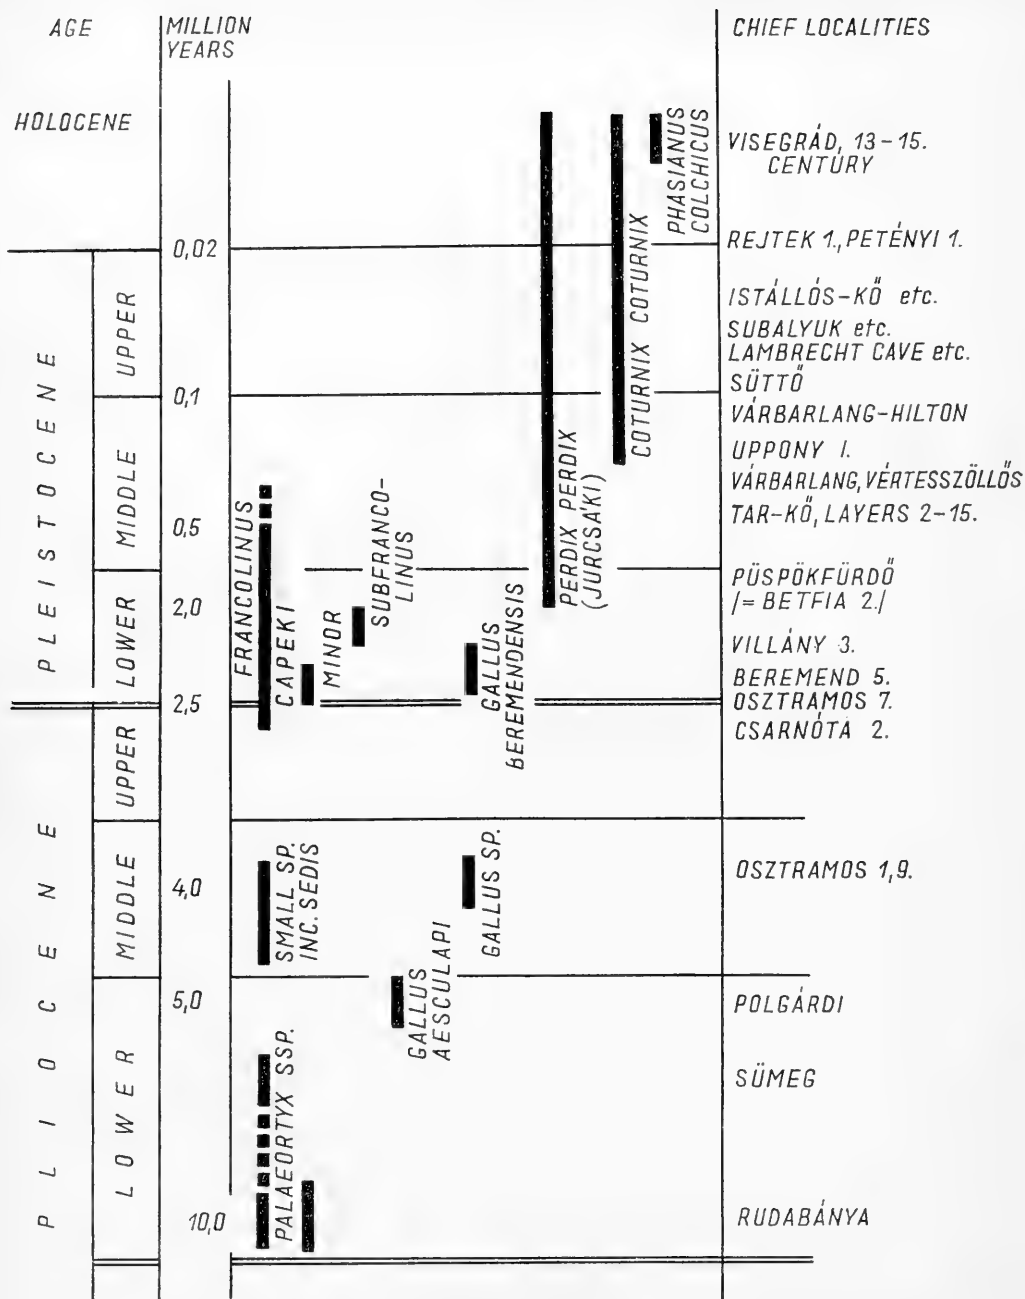 AGE
MILLION
YEARS
CHIEF LOCALITIES
HOLOCENE
PHASIANUS
COLCHICUS
VISEGRÁD, 13-15.
CENTURY
0,02
REJTEK 1., PETÉNYI 1.
PLEISTOCENE
UPPER
COTURNIX COTURNIX
ISTÁLLÓS-KŐ etc.
SUBALYUK etc.
LAMBRECHT CAVE etc.
0,1
SÜTTŐ
MIDDLE
VÁRBARLANG-HILTON
UPPONY I.
VÁRBARLANG, VÉRTESSZŐLLŐS
0,5
TAR-KŐ, LAYERS 2-15.
PERDIX PERDIX
(JURCSÁKI)
LOWER
2,0
FRANCOLINUS
CAPEKI
MINOR
SUBFRANCO-
LINUS
GALLUS
BEREMENDENSIS
PÜSPÖKFÜRDŐ
/= BETFIA 2./
VILLÁNY 3.
BEREMEND 5.
2,5
OSZTRAMOS 7.
CSARNÓTA 2.
PLIOCENE
UPPER
MIDDLE
4,0
SMALL SP.
INC. SEDIS
GALLUS SP.
OSZTRAMOS 1,9.
LOWER
5,0
GALLUS
AESCULAPI
POLGÁRDI
PALAEORTYX SSP.
SÜMEG
10,0
RUDABÁNYA